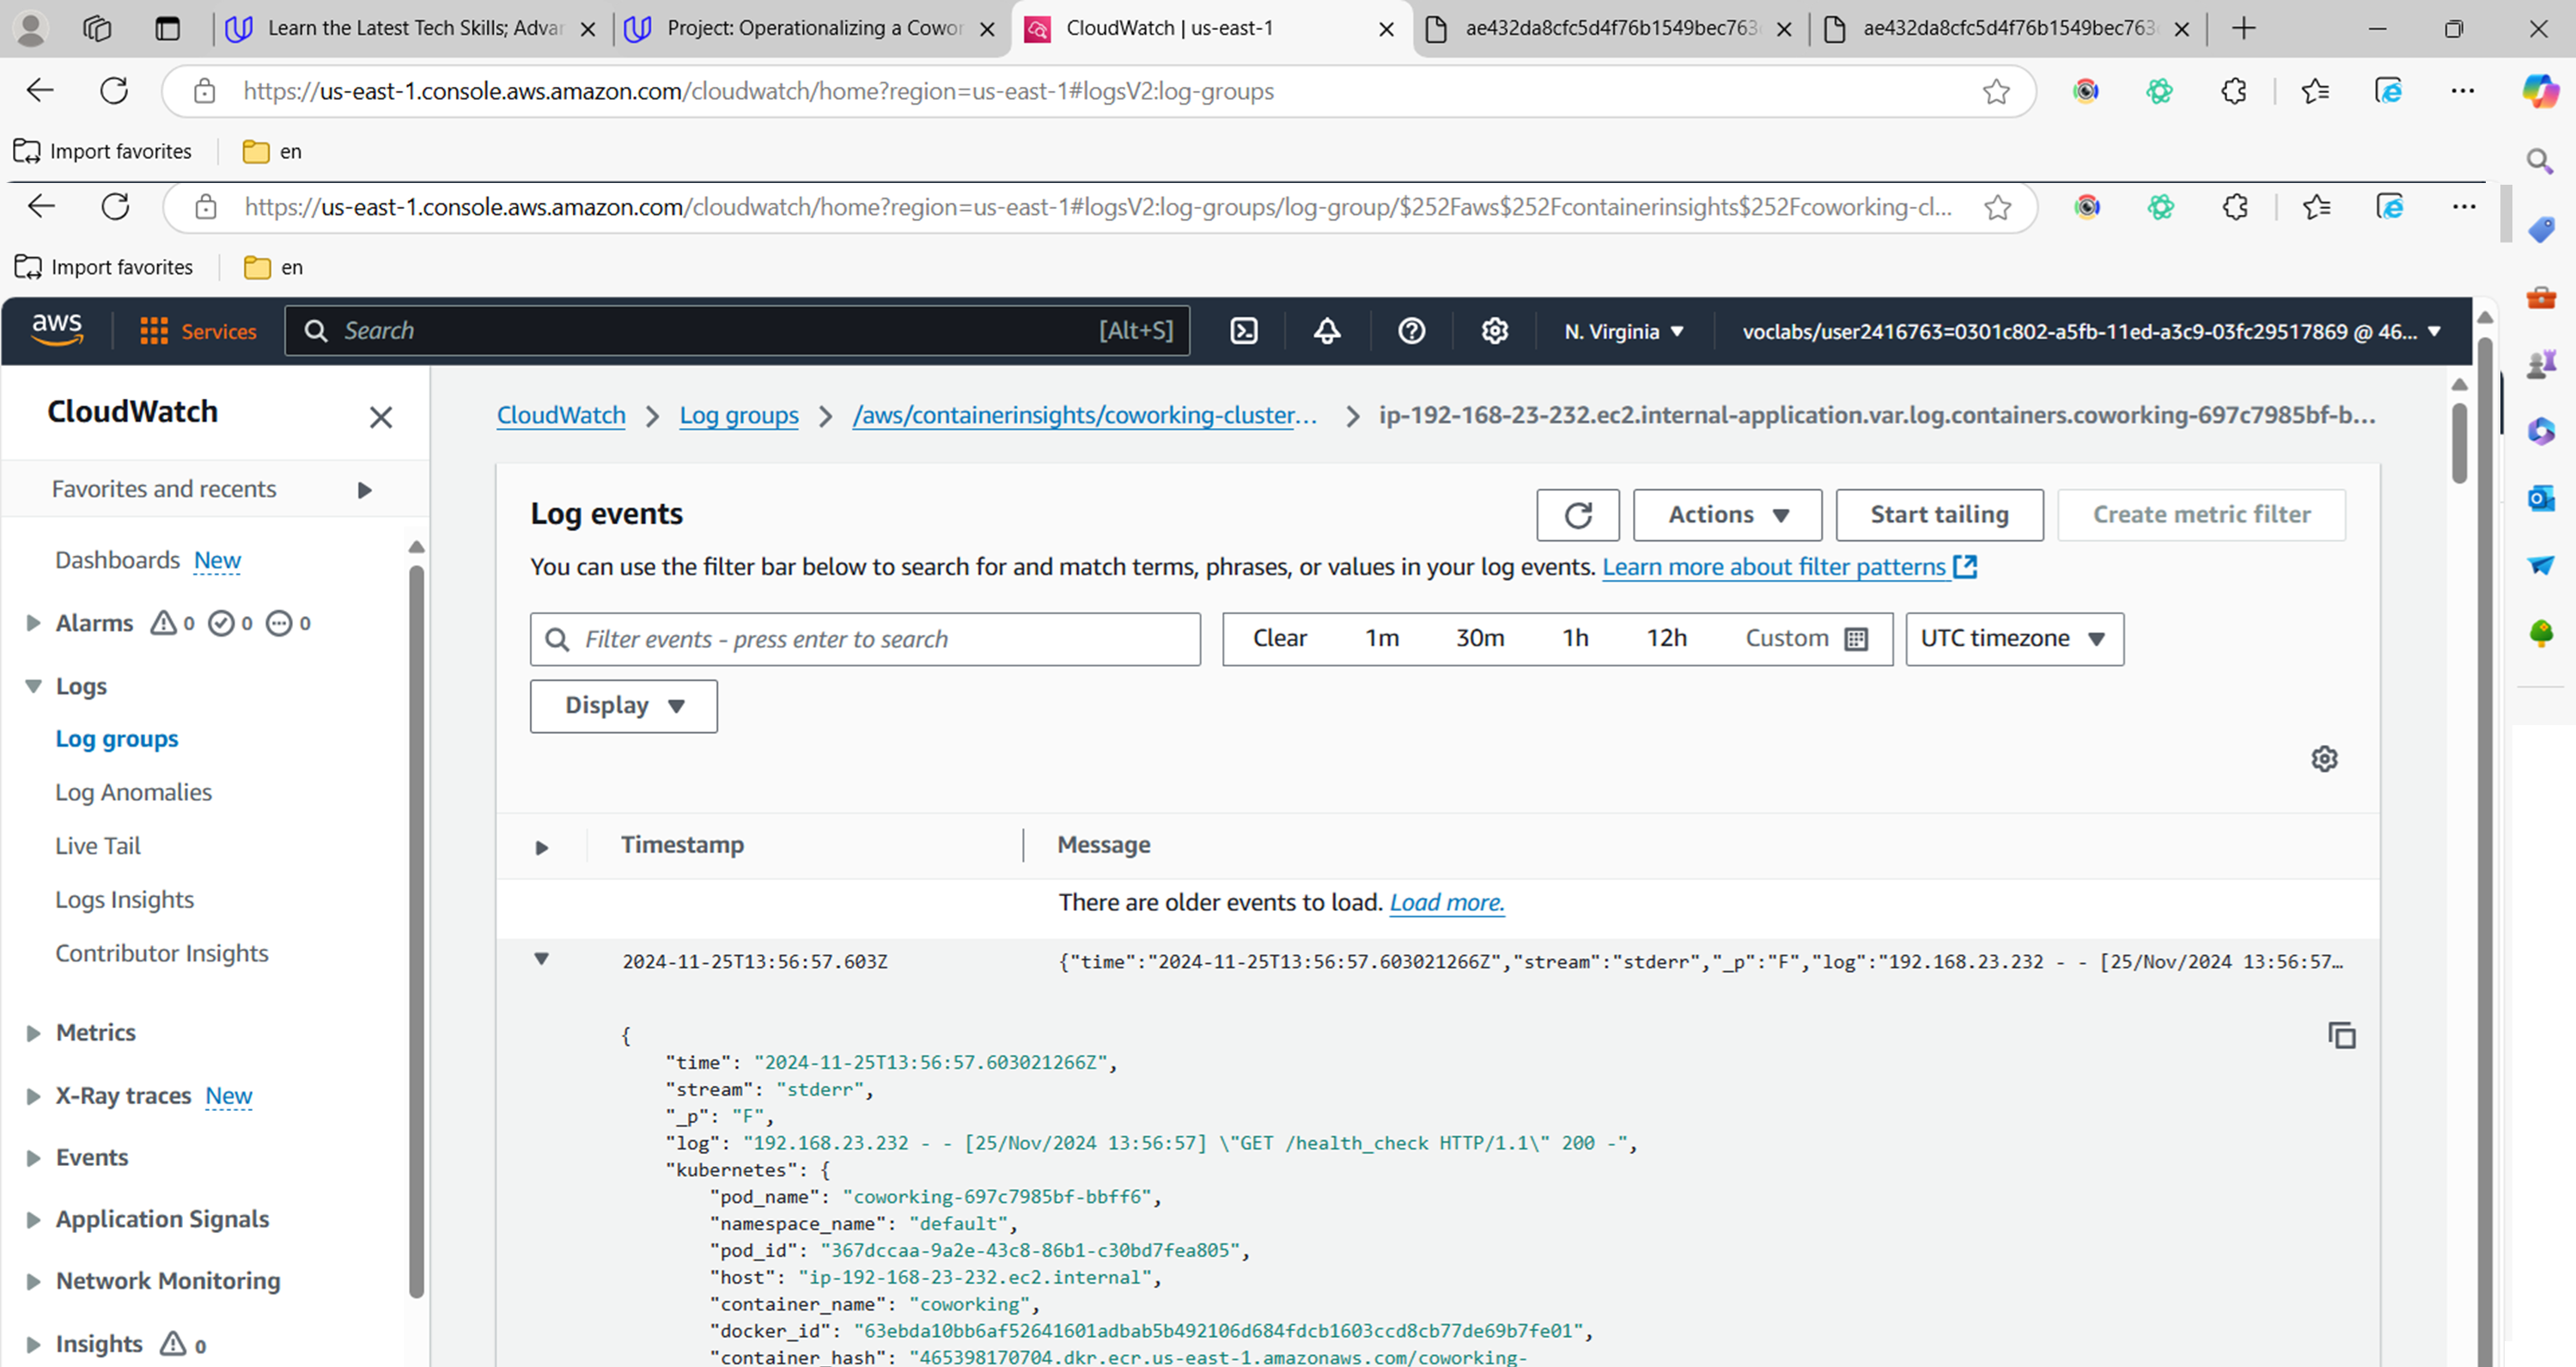 Learn the Latest Tech Skills; Advan
Project: Operationalizing a Cowor
CloudWatch | us-east-1
ae432da8cfc5d4f76b1549bec763
ae432da8cfc5d4f76b1549bec763
https://us-east-1.console.aws.amazon.com/cloudwatch/home?region=us-east-1#logsV2:log-groups
Import favorites en
https://us-east-1.console.aws.amazon.com/cloudwatch/home?region=us-east-1#logsV2:log-groups/log-group/$252Faws$252Fcontainerinsights$252Fcoworking-cl...
Import favorites en
aws Services Search [Alt+S] N. Virginia voclabs/user2416763=0301c802-a5fb-11ed-a3c9-03fc29517869 @ 46...
CloudWatch
Favorites and recents
Dashboards New
Alarms 0 0 0
Logs
Log groups
Log Anomalies
Live Tail
Logs Insights
Contributor Insights
Metrics
X-Ray traces New
Events
Application Signals
Network Monitoring
Insights 0
CloudWatch Log groups /aws/containerinsights/coworking-cluster... ip-192-168-23-232.ec2.internal-application.var.log.containers.coworking-697c7985bf-b...
Log events
Actions Start tailing Create metric filter
You can use the filter bar below to search for and match terms, phrases, or values in your log events. Learn more about filter patterns
Filter events - press enter to search
Clear 1m 30m 1h 12h Custom UTC timezone
Display
Timestamp Message
There are older events to load. Load more.
2024-11-25T13:56:57.603Z {"time":"2024-11-25T13:56:57.603021266Z","stream":"stderr","_p":"F","log":"192.168.23.232 - - [25/Nov/2024 13:56:57…
{
"time": "2024-11-25T13:56:57.603021266Z",
"stream": "stderr",
"_p": "F",
"log": "192.168.23.232 - - [25/Nov/2024 13:56:57] \"GET /health_check HTTP/1.1\" 200 -",
"kubernetes": {
"pod_name": "coworking-697c7985bf-bbff6",
"namespace_name": "default",
"pod_id": "367dccaa-9a2e-43c8-86b1-c30bd7fea805",
"host": "ip-192-168-23-232.ec2.internal",
"container_name": "coworking",
"docker_id": "63ebda10bb6af52641601adbab5b492106d684fdcb1603ccd8cb77de69b7fe01",
"container_hash": "465398170704.dkr.ecr.us-east-1.amazonaws.com/coworking-